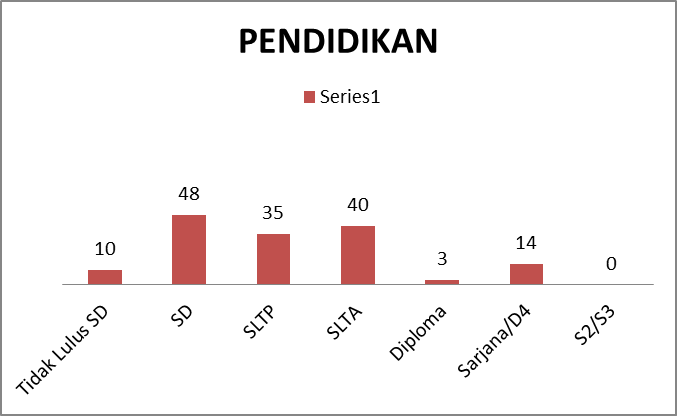 PENDIDIKAN
Series1
10
48
35
40
3
14
0
Tidak Lulus SD
SD
SLTP
SLTA
Diploma
Sarjana/D4
S2/S3